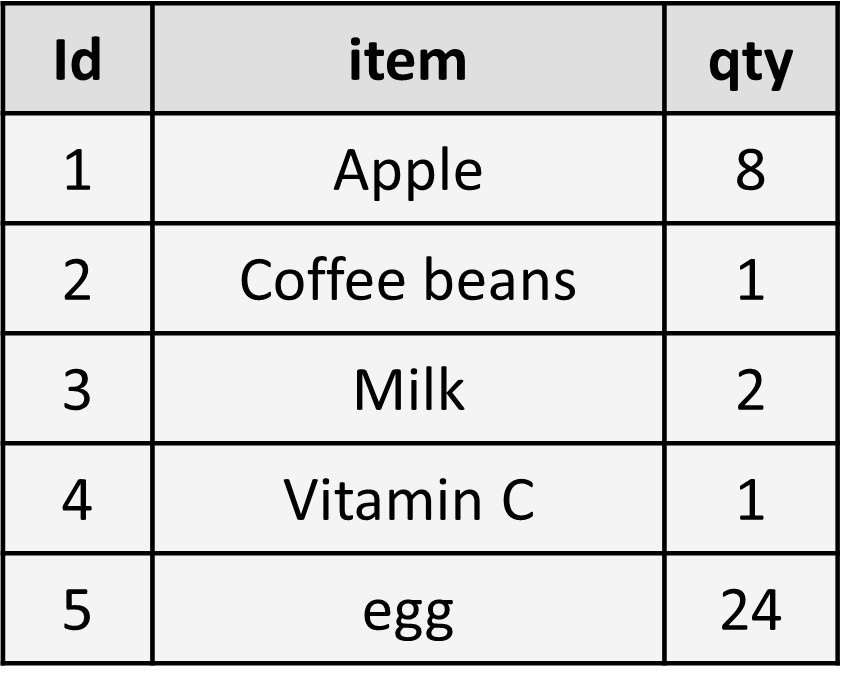 Id item qty
1 Apple 8
2 Coffee beans 1
3 Milk 2
4 Vitamin C 1
5 egg 24